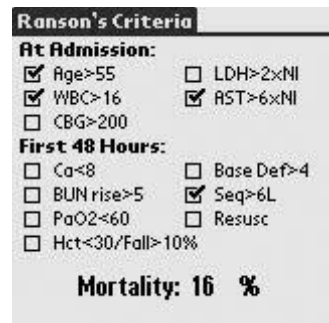 Ranson's Criteria
At Admission:
Age>55 LDH>2xNl
WBC>16 AST>6xNl
CBG>200
First 48 Hours:
Ca<8 Base Def>4
BUN rise>5 Seq>6L
PaO2<60 Resusc
Hct<30/Fall>10%
Mortality: 16 %